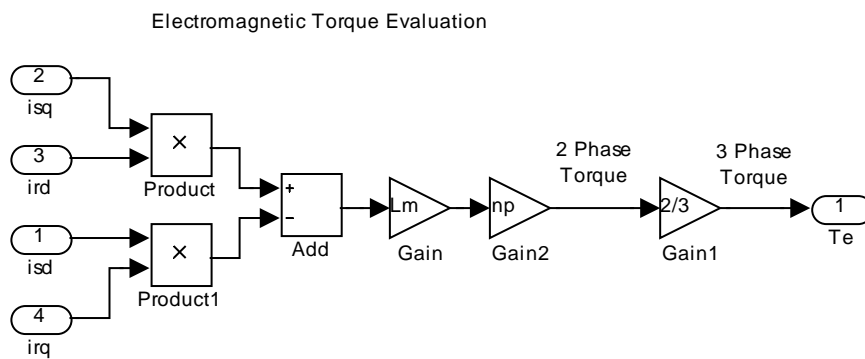 Electromagnetic Torque Evaluation
2
isq
3
ird
1
isd
4
irq
×
Product
×
Product1
+
−
Add
Lm
Gain
np
Gain2
2 Phase
Torque
2/3
Gain1
3 Phase
Torque
1
Te